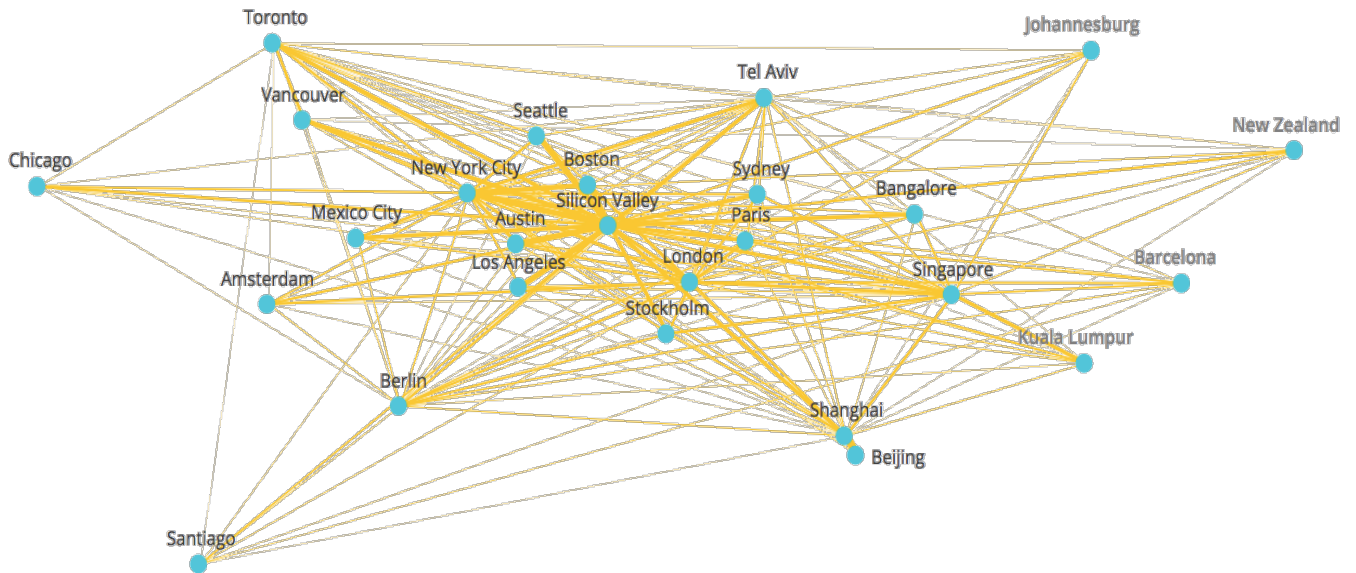 Toronto
Johannesburg
Tel Aviv
Vancouver
Seattle
New Zealand
Chicago
Boston
New York City
Sydney
Bangalore
Silicon Valley
Mexico City
Austin
Paris
London
Barcelona
Los Angeles
Singapore
Amsterdam
Stockholm
Kuala Lumpur
Berlin
Shanghai
Beijing
Santiago